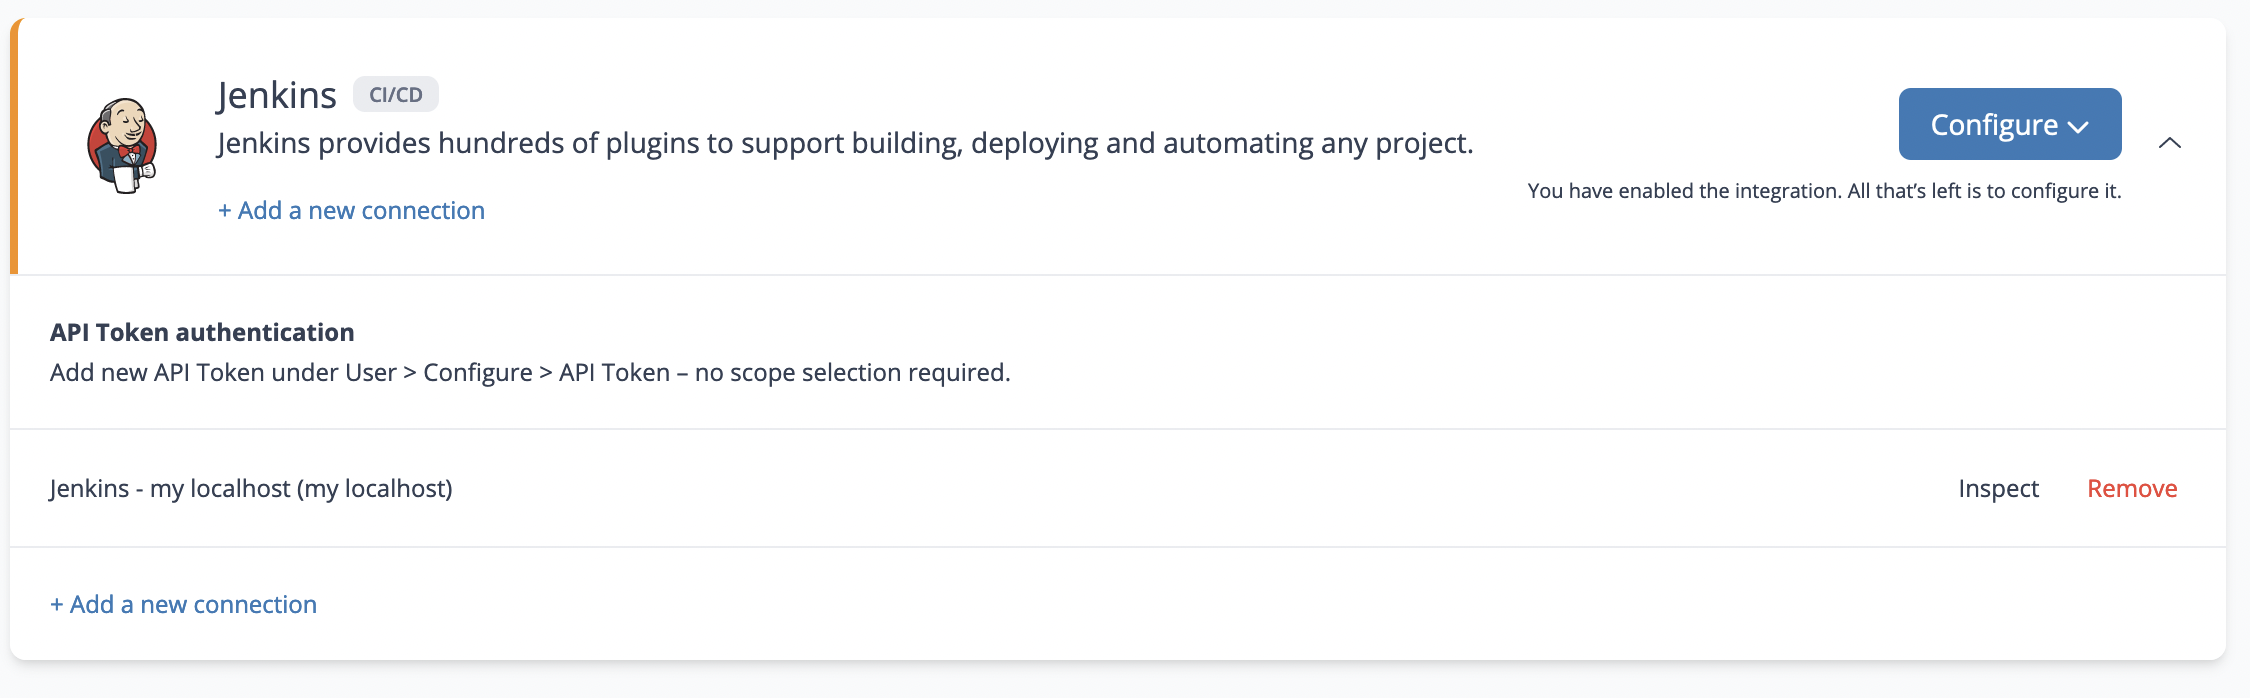 Jenkins CI/CD
Jenkins provides hundreds of plugins to support building, deploying and automating any project.
+ Add a new connection
Configure
You have enabled the integration. All that’s left is to configure it.
API Token authentication
Add new API Token under User > Configure > API Token – no scope selection required.
Jenkins - my localhost (my localhost)
Inspect Remove
+ Add a new connection